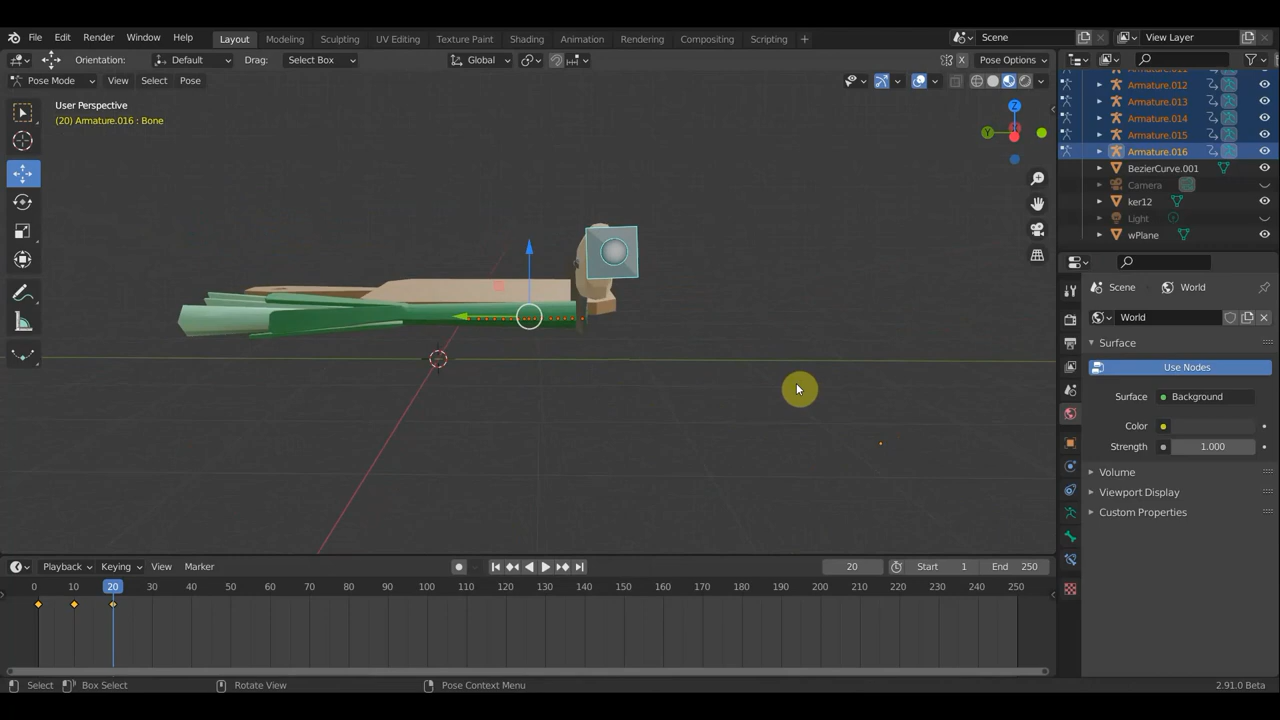 File Edit Render Window Help Layout Modeling Sculpting UV Editing Texture Paint Shading Animation Rendering Compositing Scripting + Scene View Layer
Orientation: Default Drag: Select Box Global Pose Options
Pose Mode View Select Pose
User Perspective
(20) Armature.016 : Bone
Z
Y
Armature.012
Armature.013
Armature.014
Armature.015
Armature.016
BezierCurve.001
Camera
ker12
Light
wPlane
Scene World
World
Surface
Use Nodes
Surface Background
Color
Strength 1.000
Volume
Viewport Display
Custom Properties
Playback Keying View Marker 20 Start 1 End 250
0 10 20 30 40 50 60 70 80 90 100 110 120 130 140 150 160 170 180 190 200 210 220 230 240 250
Select Box Select Rotate View Pose Context Menu 2.91.0 Beta